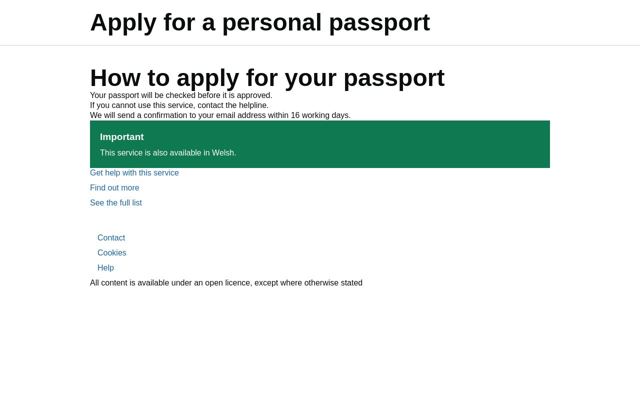 Apply for a personal passport
How to apply for your passport
Your passport will be checked before it is approved.
If you cannot use this service, contact the helpline.
We will send a confirmation to your email address within 16 working days.
Important
This service is also available in Welsh.
Get help with this service
Find out more
See the full list
Contact
Cookies
Help
All content is available under an open licence, except where otherwise stated